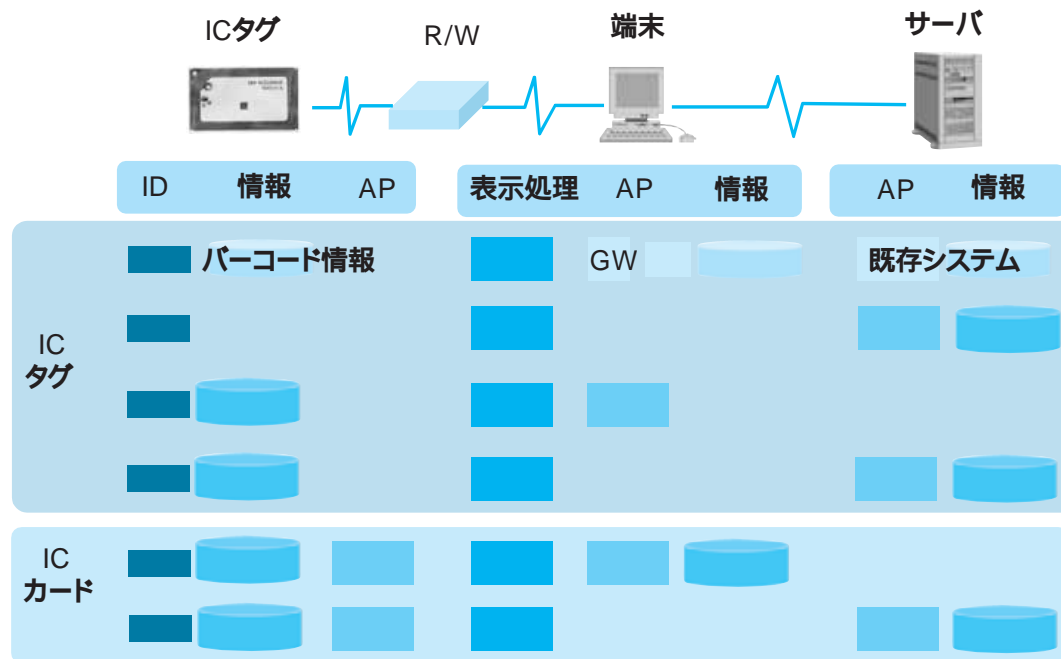 ICタグ
R/W
端末
サーバ
ID 情報 AP
表示処理 AP 情報
AP 情報
バーコード情報
GW
既存システム
IC
タグ
IC
カード